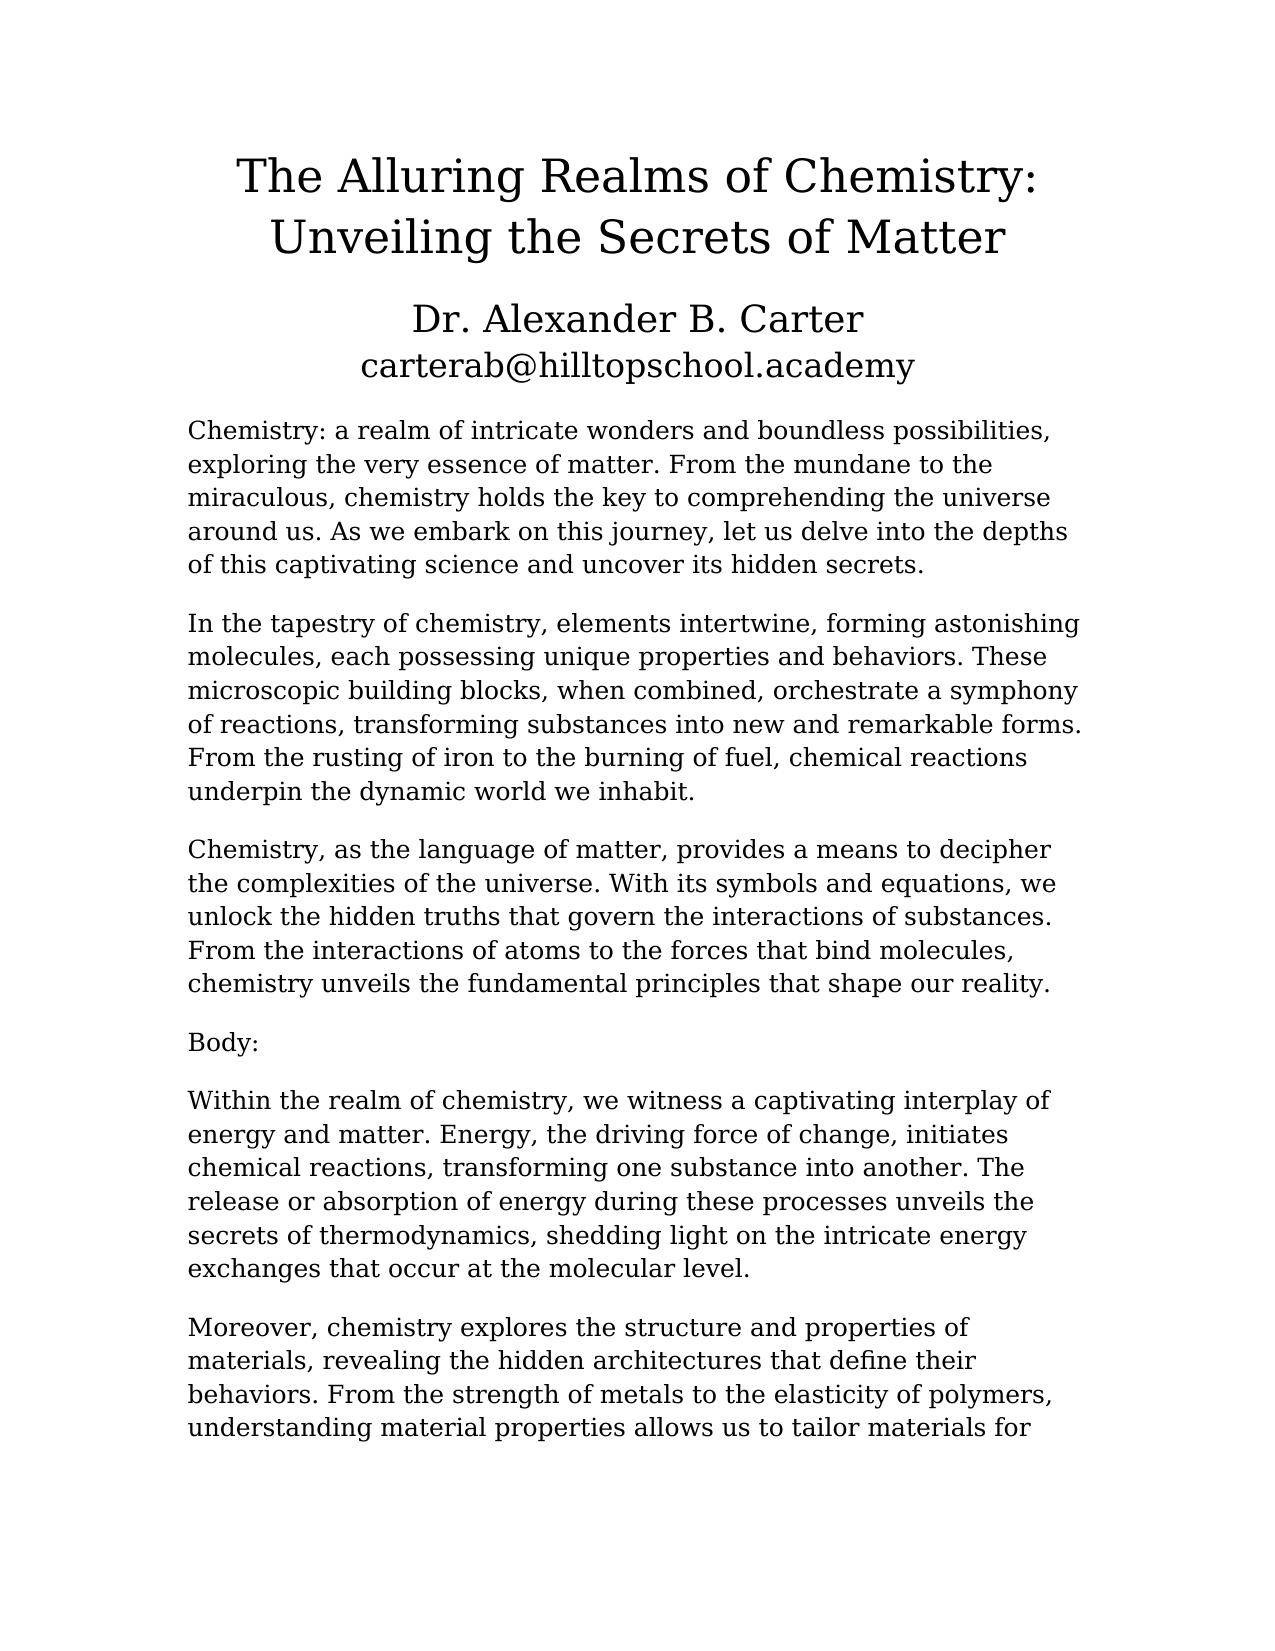 The Alluring Realms of Chemistry:
Unveiling the Secrets of Matter
Dr. Alexander B. Carter
carterab@hilltopschool.academy
Chemistry: a realm of intricate wonders and boundless possibilities,
exploring the very essence of matter. From the mundane to the
miraculous, chemistry holds the key to comprehending the universe
around us. As we embark on this journey, let us delve into the depths
of this captivating science and uncover its hidden secrets.
In the tapestry of chemistry, elements intertwine, forming astonishing
molecules, each possessing unique properties and behaviors. These
microscopic building blocks, when combined, orchestrate a symphony
of reactions, transforming substances into new and remarkable forms.
From the rusting of iron to the burning of fuel, chemical reactions
underpin the dynamic world we inhabit.
Chemistry, as the language of matter, provides a means to decipher
the complexities of the universe. With its symbols and equations, we
unlock the hidden truths that govern the interactions of substances.
From the interactions of atoms to the forces that bind molecules,
chemistry unveils the fundamental principles that shape our reality.
Body:
Within the realm of chemistry, we witness a captivating interplay of
energy and matter. Energy, the driving force of change, initiates
chemical reactions, transforming one substance into another. The
release or absorption of energy during these processes unveils the
secrets of thermodynamics, shedding light on the intricate energy
exchanges that occur at the molecular level.
Moreover, chemistry explores the structure and properties of
materials, revealing the hidden architectures that define their
behaviors. From the strength of metals to the elasticity of polymers,
understanding material properties allows us to tailor materials for